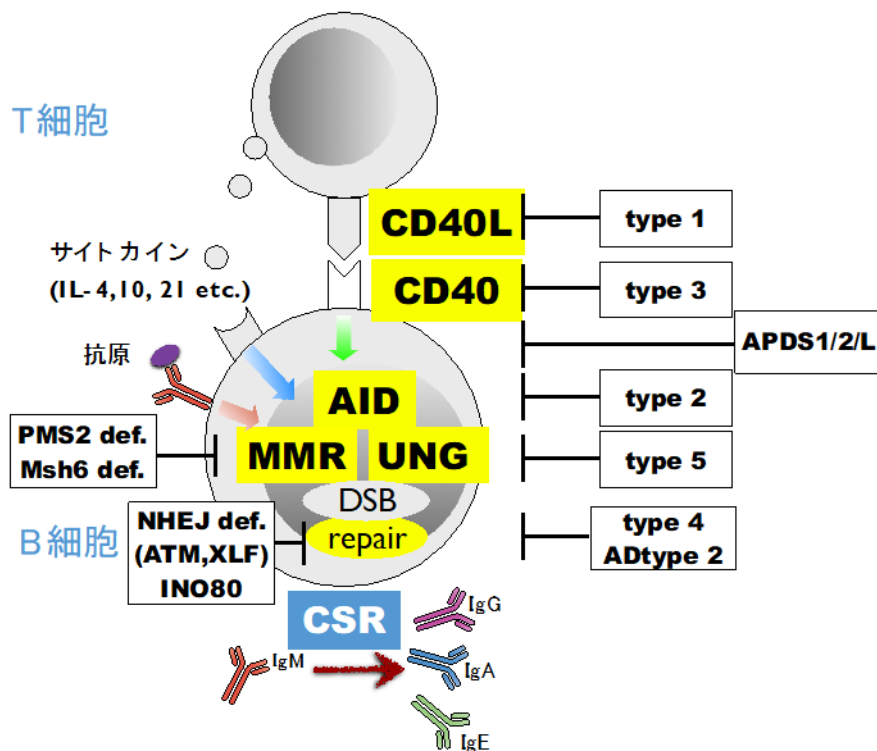 T細胞
CD40L
type 1
サイトカイン
(IL-4,10, 21 etc.)
CD40
type 3
抗原
APDS1/2/L
AID
type 2
PMS2 def.
Msh6 def.
MMR
UNG
type 5
DSB
B細胞
NHEJ def.
(ATM,XLF)
INO80
repair
type 4
ADtype 2
CSR
IgG
IgM
IgA
IgE